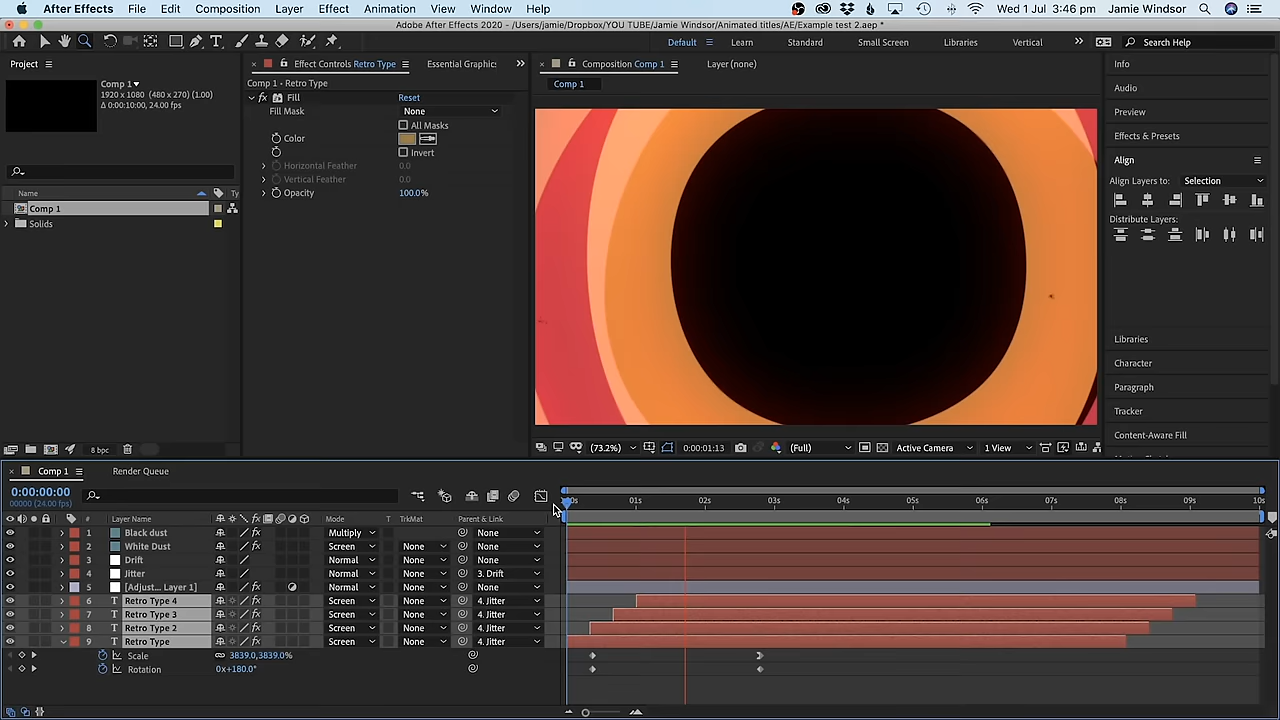 After Effects File Edit Composition Layer Effect Animation View Window Help Wed 1 Jul 3:46 pm Jamie Windsor
Adobe After Effects 2020 - /Users/jamie/Dropbox/YOU TUBE/Jamie Windsor/Animated titles/AE/Example test 2.aep *
Default Learn Standard Small Screen Libraries Vertical Search Help
Project Effect Controls Retro Type Essential Graphic: Composition Comp 1 Layer (none) Info
Comp 1 1920 x 1080 (480 x 270) (1.00) Δ 0:00:10:00, 24.00 fps)
Comp 1 - Retro Type Comp 1
Fill Reset
Fill Mask None
All Masks
Color
Invert
Horizontal Feather 0.0
Vertical Feather 0.0
Opacity 100.0%
Audio
Preview
Effects & Presets
Align
Align Layers to: Selection
Distribute Layers:
Libraries
Character
Paragraph
Tracker
Content-Aware Fill
Name Ty
Comp 1
Solids
8 bpc (73.2%) 0:00:01:13 (Full) Active Camera 1 View
Comp 1 Render Queue
0:00:00:00
00000 (24.00 fps)
01s 02s 03s 04s 05s 06s 07s 08s 09s 10s
# Layer Name Mode T TrkMat Parent & Link
1 Black dust Multiply None
2 White Dust Screen None None
3 Drift Normal None None
4 Jitter Normal None 3. Drift
5 [Adjust... Layer 1] Normal None None
6 T Retro Type 4 Screen None 4. Jitter
7 T Retro Type 3 Screen None 4. Jitter
8 T Retro Type 2 Screen None 4. Jitter
9 T Retro Type Screen None 4. Jitter
Scale 3839.0,3839.0%
Rotation 0x+180.0°